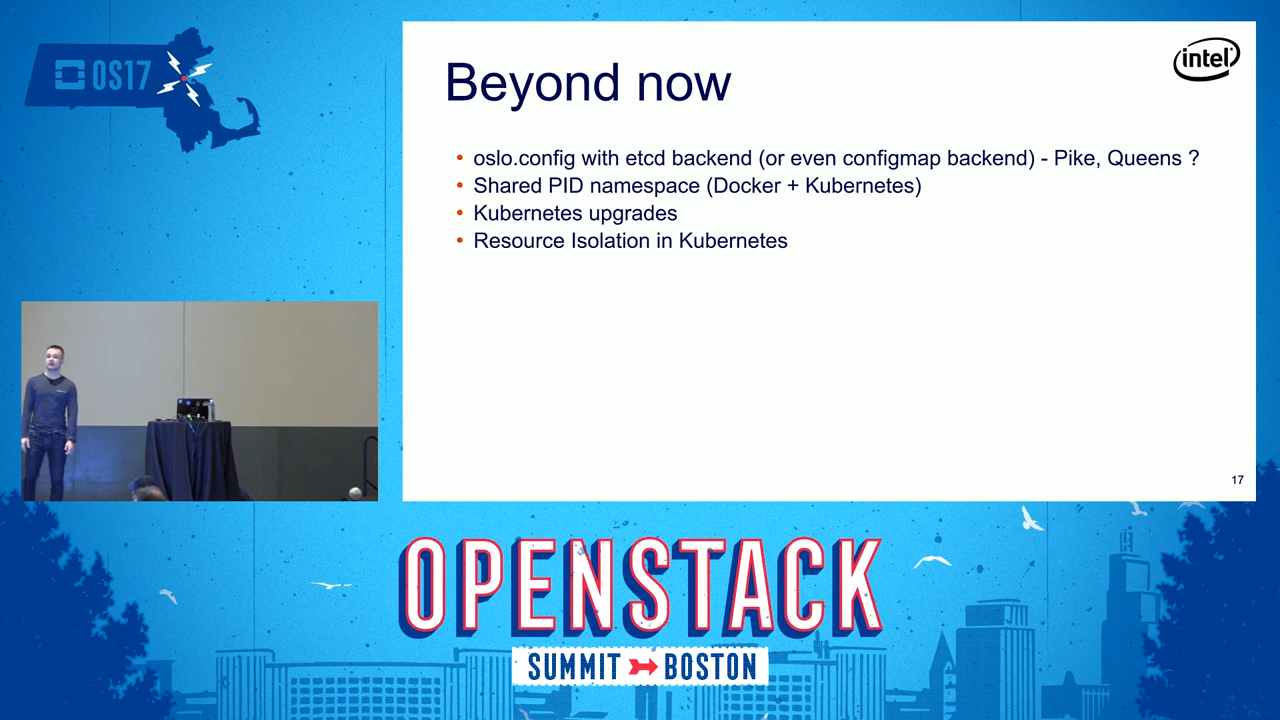 OS17
intel
Beyond now
• oslo.config with etcd backend (or even configmap backend) - Pike, Queens ?
• Shared PID namespace (Docker + Kubernetes)
• Kubernetes upgrades
• Resource Isolation in Kubernetes
17
OPENSTACK
SUMMIT BOSTON